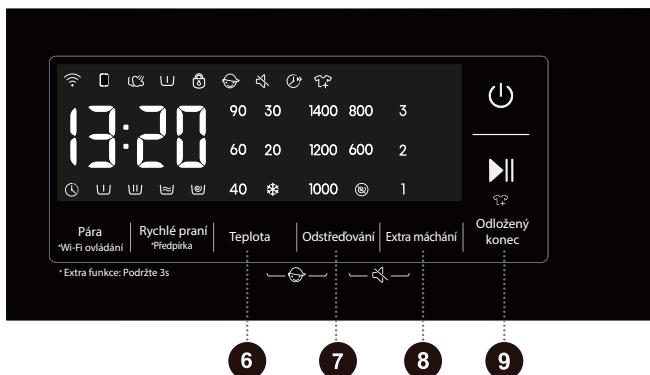 13:20
90 30 1400 800 3
60 20 1200 600 2
40 1000 1
Pára
*Wi-Fi ovládání
Rychlé praní
*Předpírka
Teplota
Odstřeďování
Extra máchání
Odložený
konec
* Extra funkce: Podržte 3s
6 7 8 9